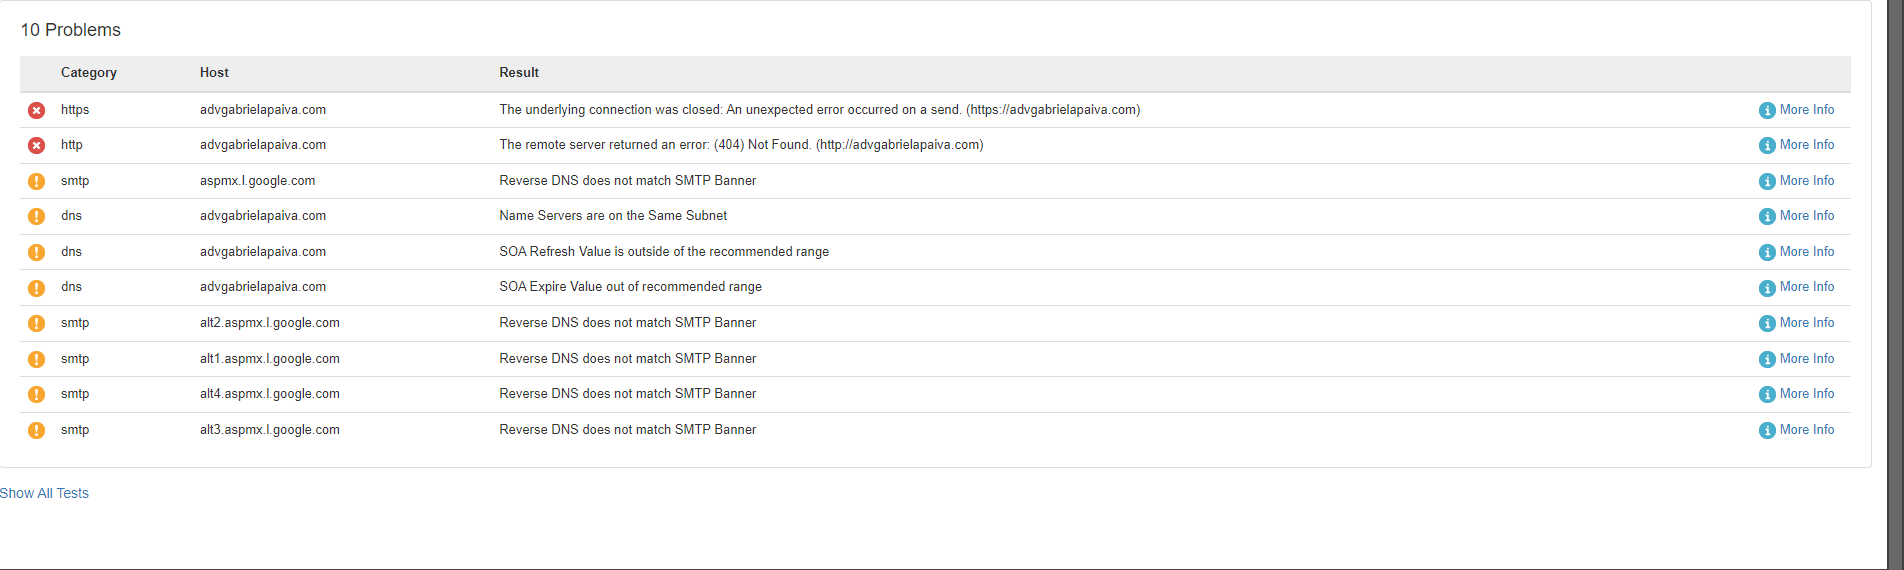 10 Problems
Category Host Result
https advgabrielapaiva.com The underlying connection was closed: An unexpected error occurred on a send. (https://advgabrielapaiva.com) More Info
http advgabrielapaiva.com The remote server returned an error: (404) Not Found. (http://advgabrielapaiva.com) More Info
smtp aspmx.l.google.com Reverse DNS does not match SMTP Banner More Info
dns advgabrielapaiva.com Name Servers are on the Same Subnet More Info
dns advgabrielapaiva.com SOA Refresh Value is outside of the recommended range More Info
dns advgabrielapaiva.com SOA Expire Value out of recommended range More Info
smtp alt2.aspmx.l.google.com Reverse DNS does not match SMTP Banner More Info
smtp alt1.aspmx.l.google.com Reverse DNS does not match SMTP Banner More Info
smtp alt4.aspmx.l.google.com Reverse DNS does not match SMTP Banner More Info
smtp alt3.aspmx.l.google.com Reverse DNS does not match SMTP Banner More Info
Show All Tests